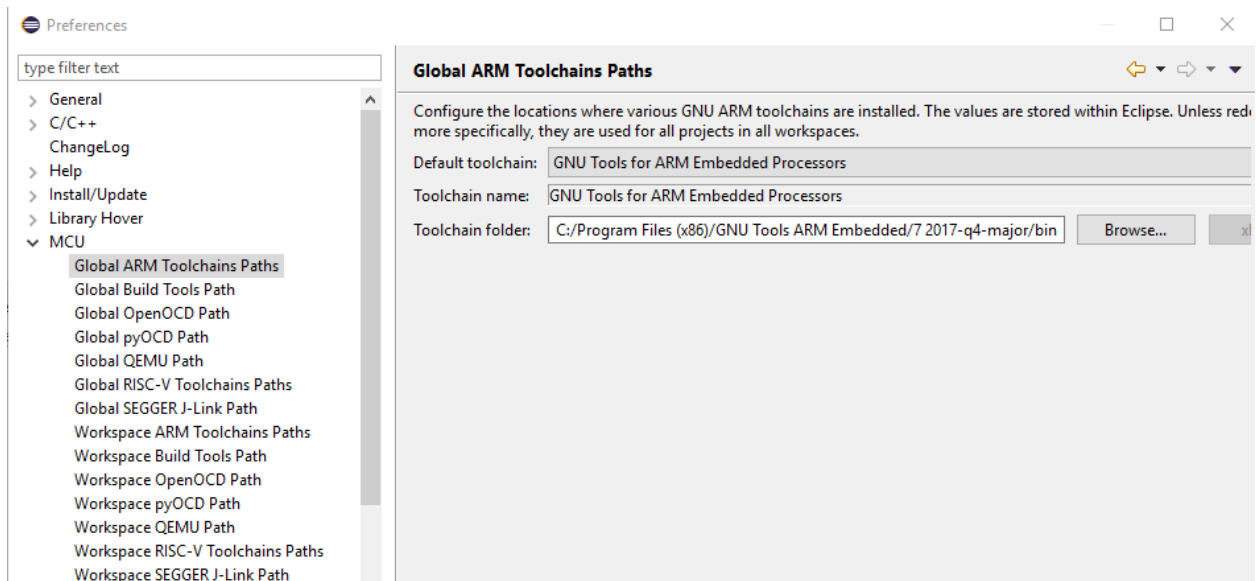 Preferences
type filter text
General
C/C++
ChangeLog
Help
Install/Update
Library Hover
MCU
Global ARM Toolchains Paths
Global Build Tools Path
Global OpenOCD Path
Global pyOCD Path
Global QEMU Path
Global RISC-V Toolchains Paths
Global SEGGER J-Link Path
Workspace ARM Toolchains Paths
Workspace Build Tools Path
Workspace OpenOCD Path
Workspace pyOCD Path
Workspace QEMU Path
Workspace RISC-V Toolchains Paths
Workspace SEGGER J-Link Path
Global ARM Toolchains Paths
Configure the locations where various GNU ARM toolchains are installed. The values are stored within Eclipse. Unless
more specifically, they are used for all projects in all workspaces.
Default toolchain: GNU Tools for ARM Embedded Processors
Toolchain name: GNU Tools for ARM Embedded Processors
Toolchain folder: C:/Program Files (x86)/GNU Tools ARM Embedded/7 2017-q4-major/bin Browse...